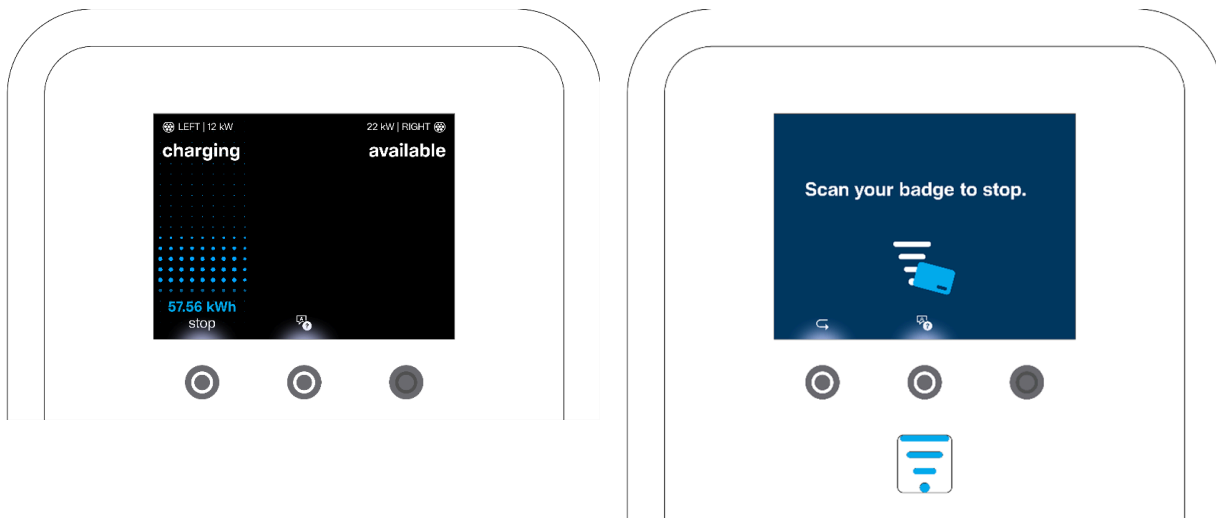 LEFT | 12 kW
22 kW | RIGHT
charging
available
57.56 kWh
stop
A
?
Scan your badge to stop.
A
?